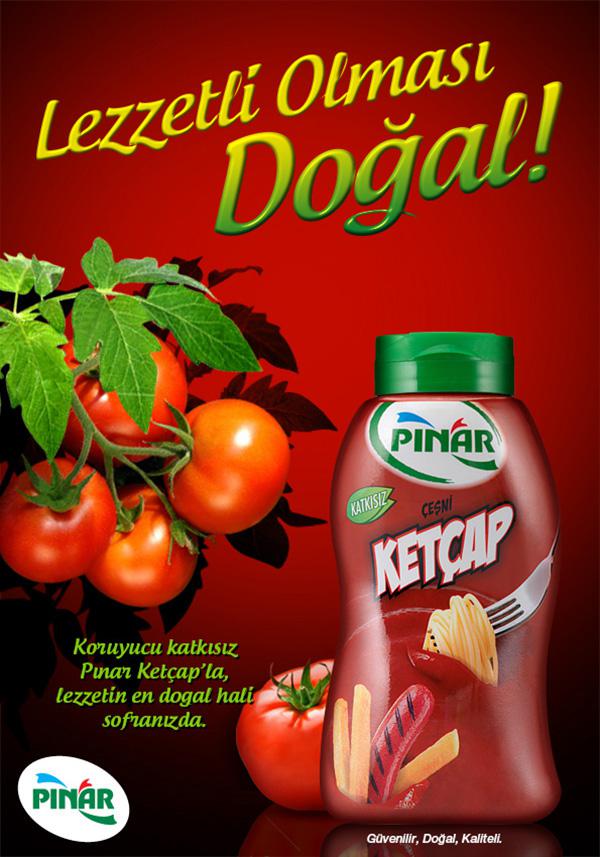 Lezzetli Olması
Doğal!
PINAR
KATKISIZ
ÇEŞNİ
KETÇAP
Koruyucu katkısız
Pınar Ketçap'la,
lezzetin en dogal hali
sofranızda.
PINAR
Güvenilir, Doğal, Kaliteli.